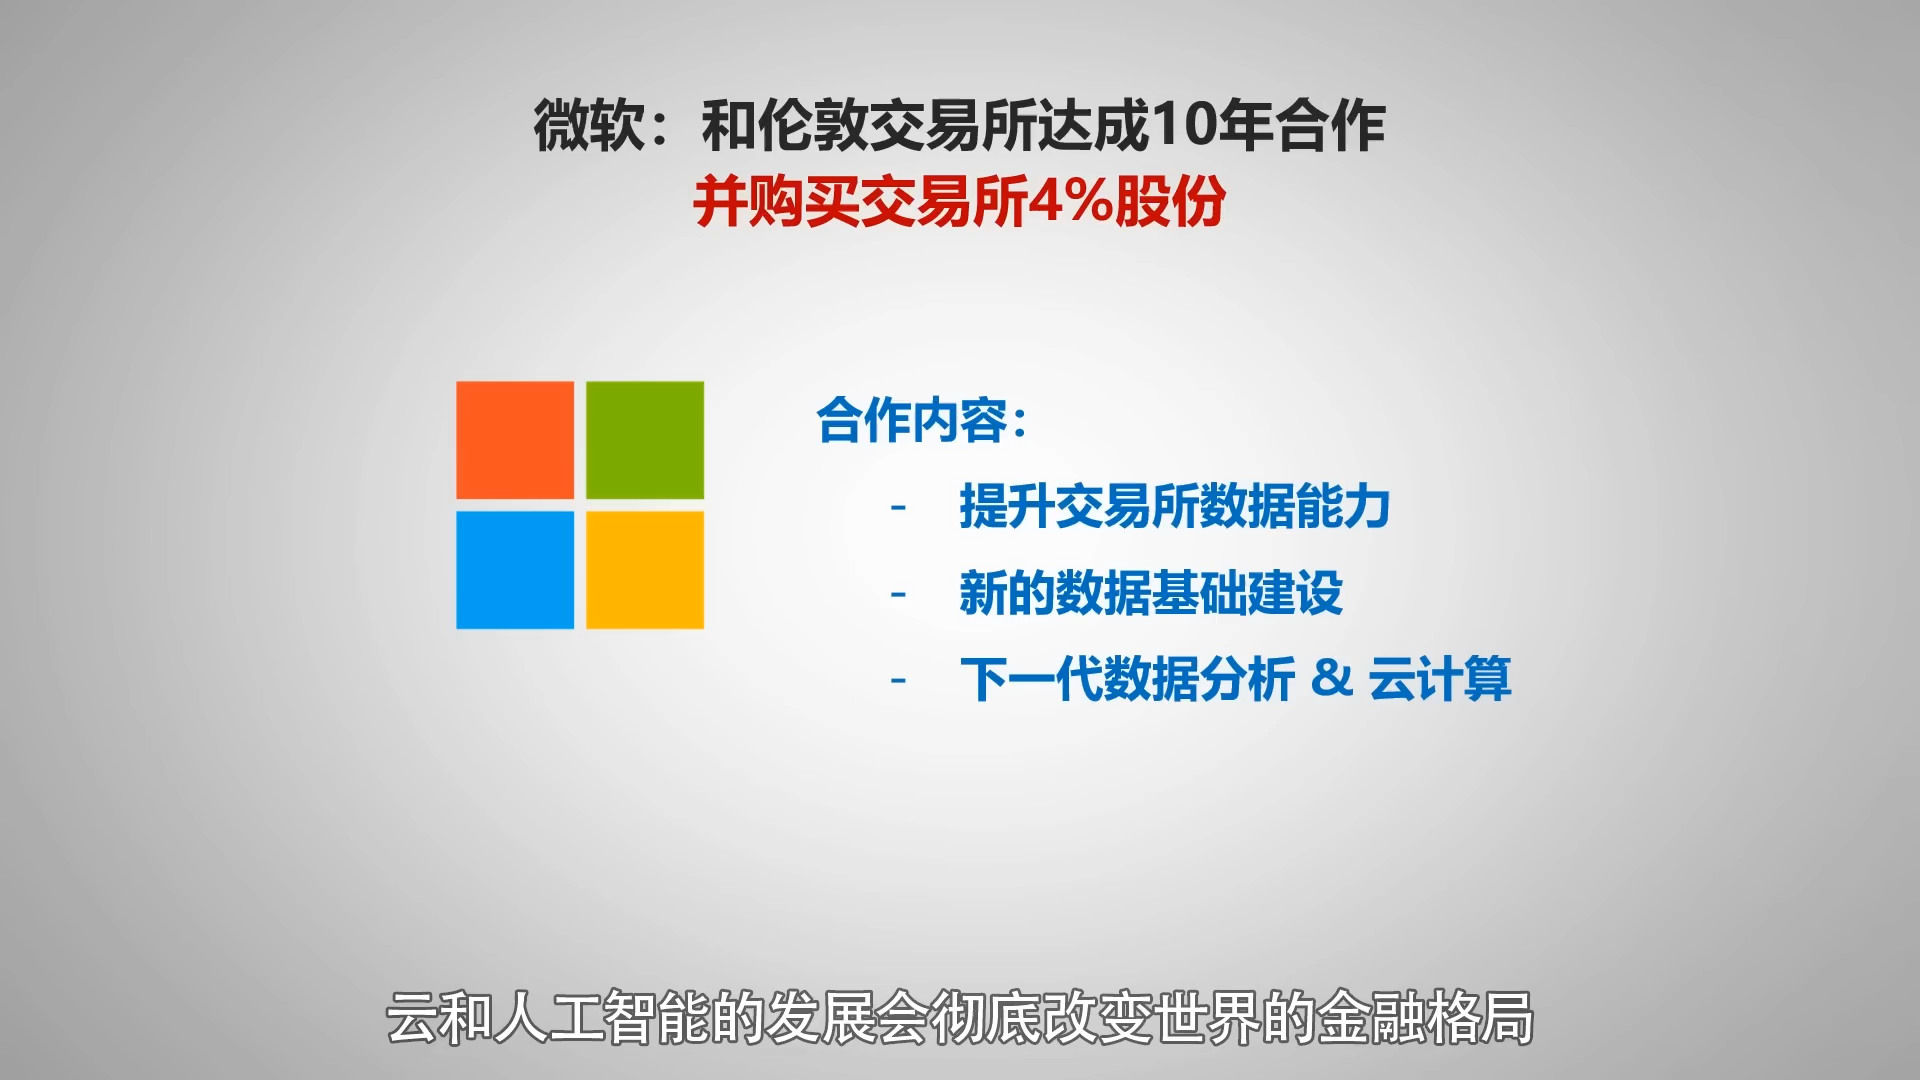 微软：和伦敦交易所达成10年合作
并购买交易所4%股份
合作内容：
- 提升交易所数据能力
- 新的数据基础建设
- 下一代数据分析 & 云计算
云和人工智能的发展会彻底改变世界的金融格局